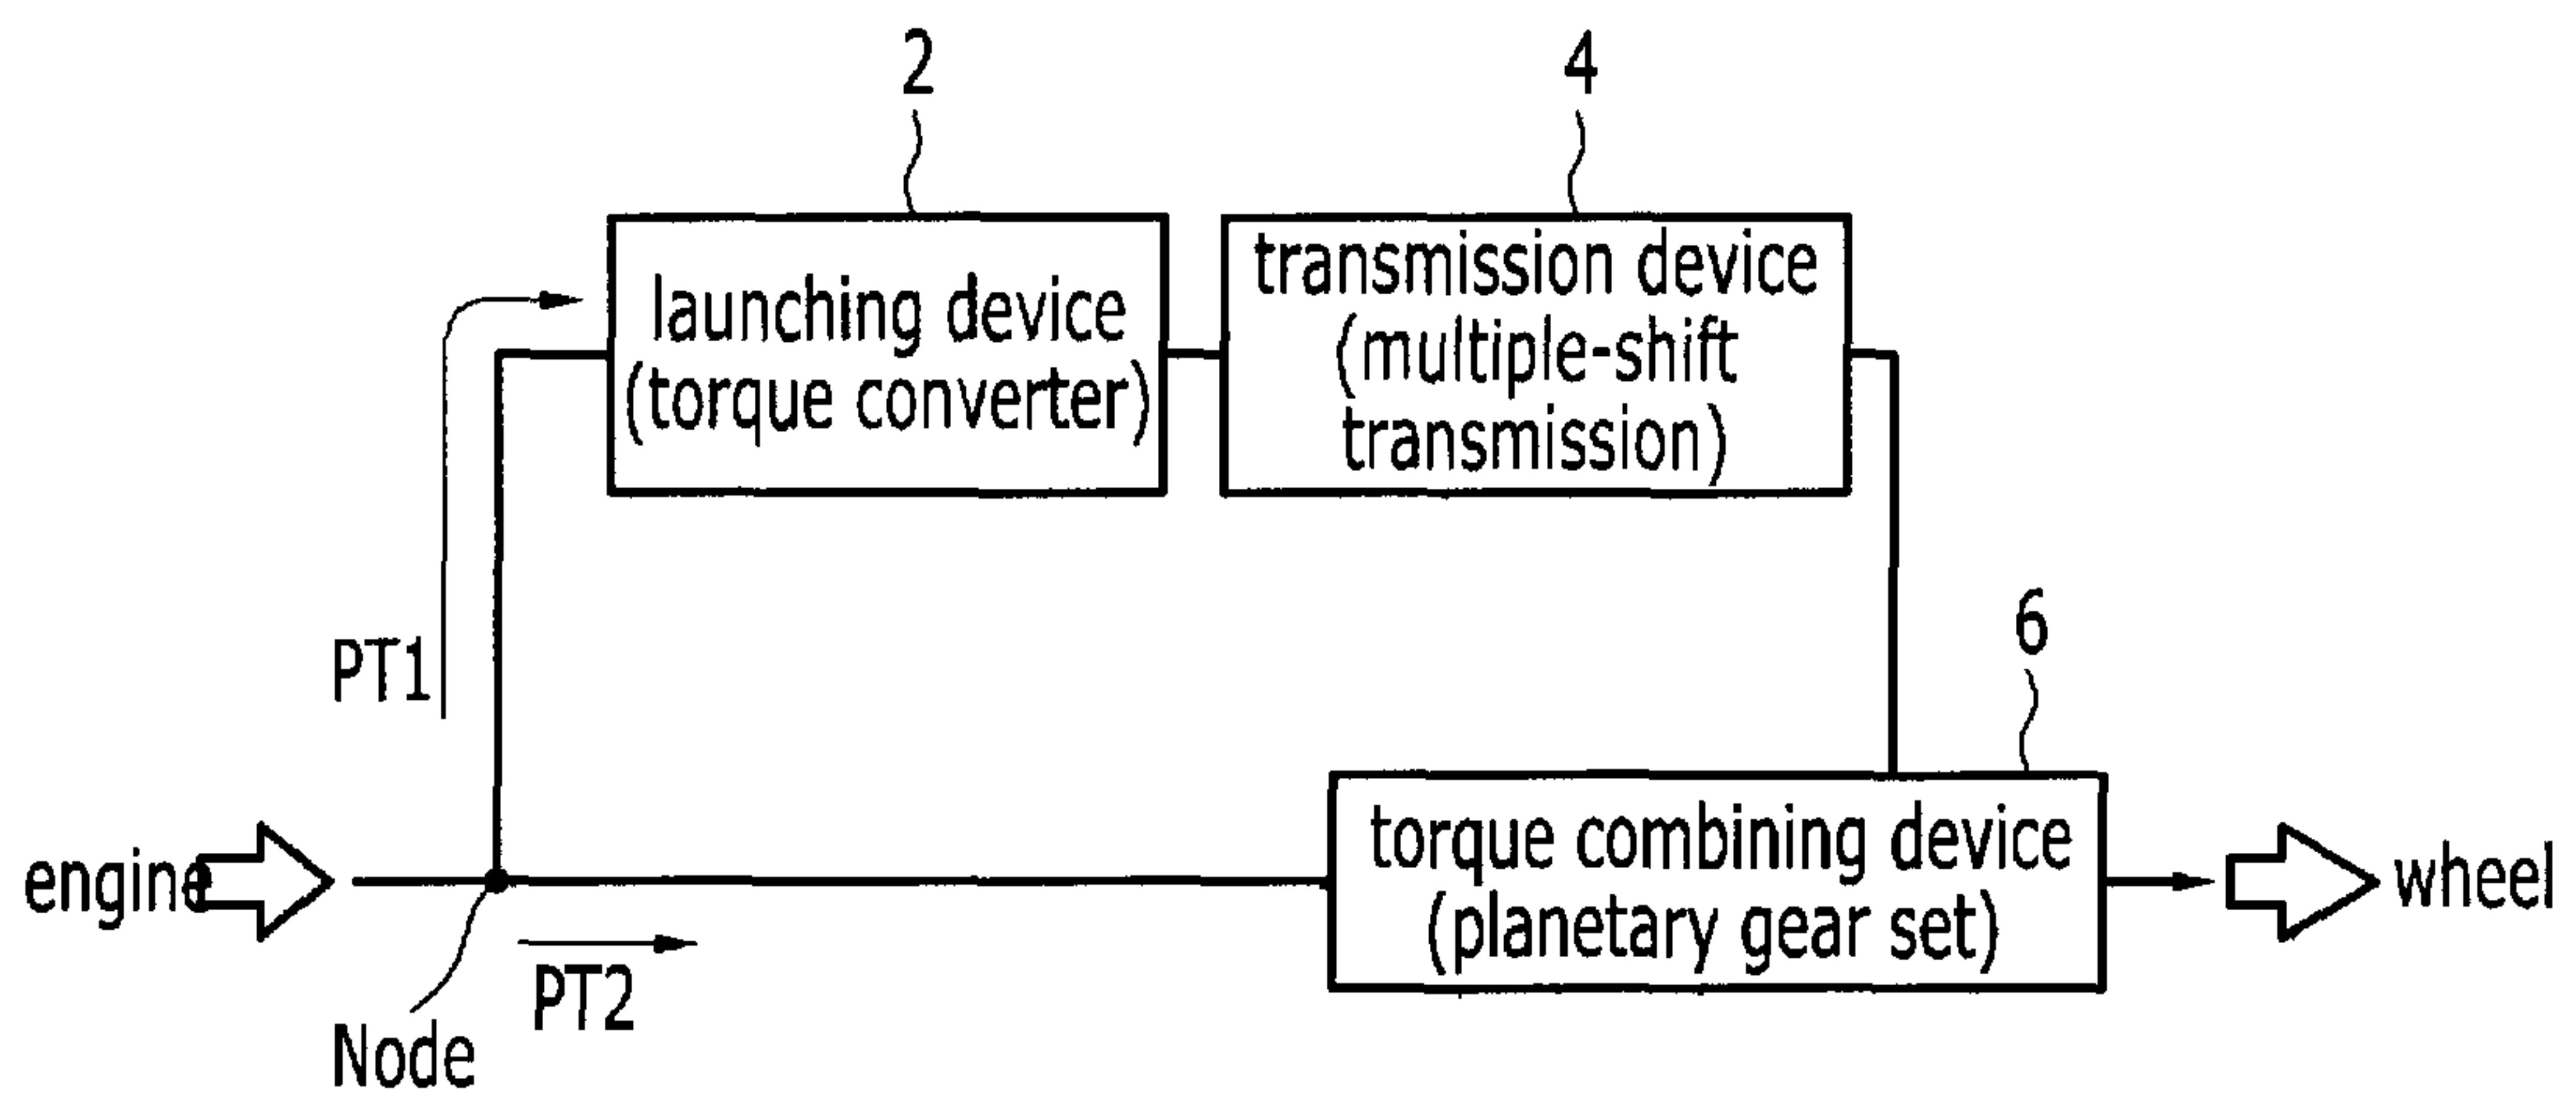 2
4
launching device
(torque converter)
transmission device
(multiple-shift
transmission)
PT1
6
engine
torque combining device
(planetary gear set)
wheel
PT2
Node